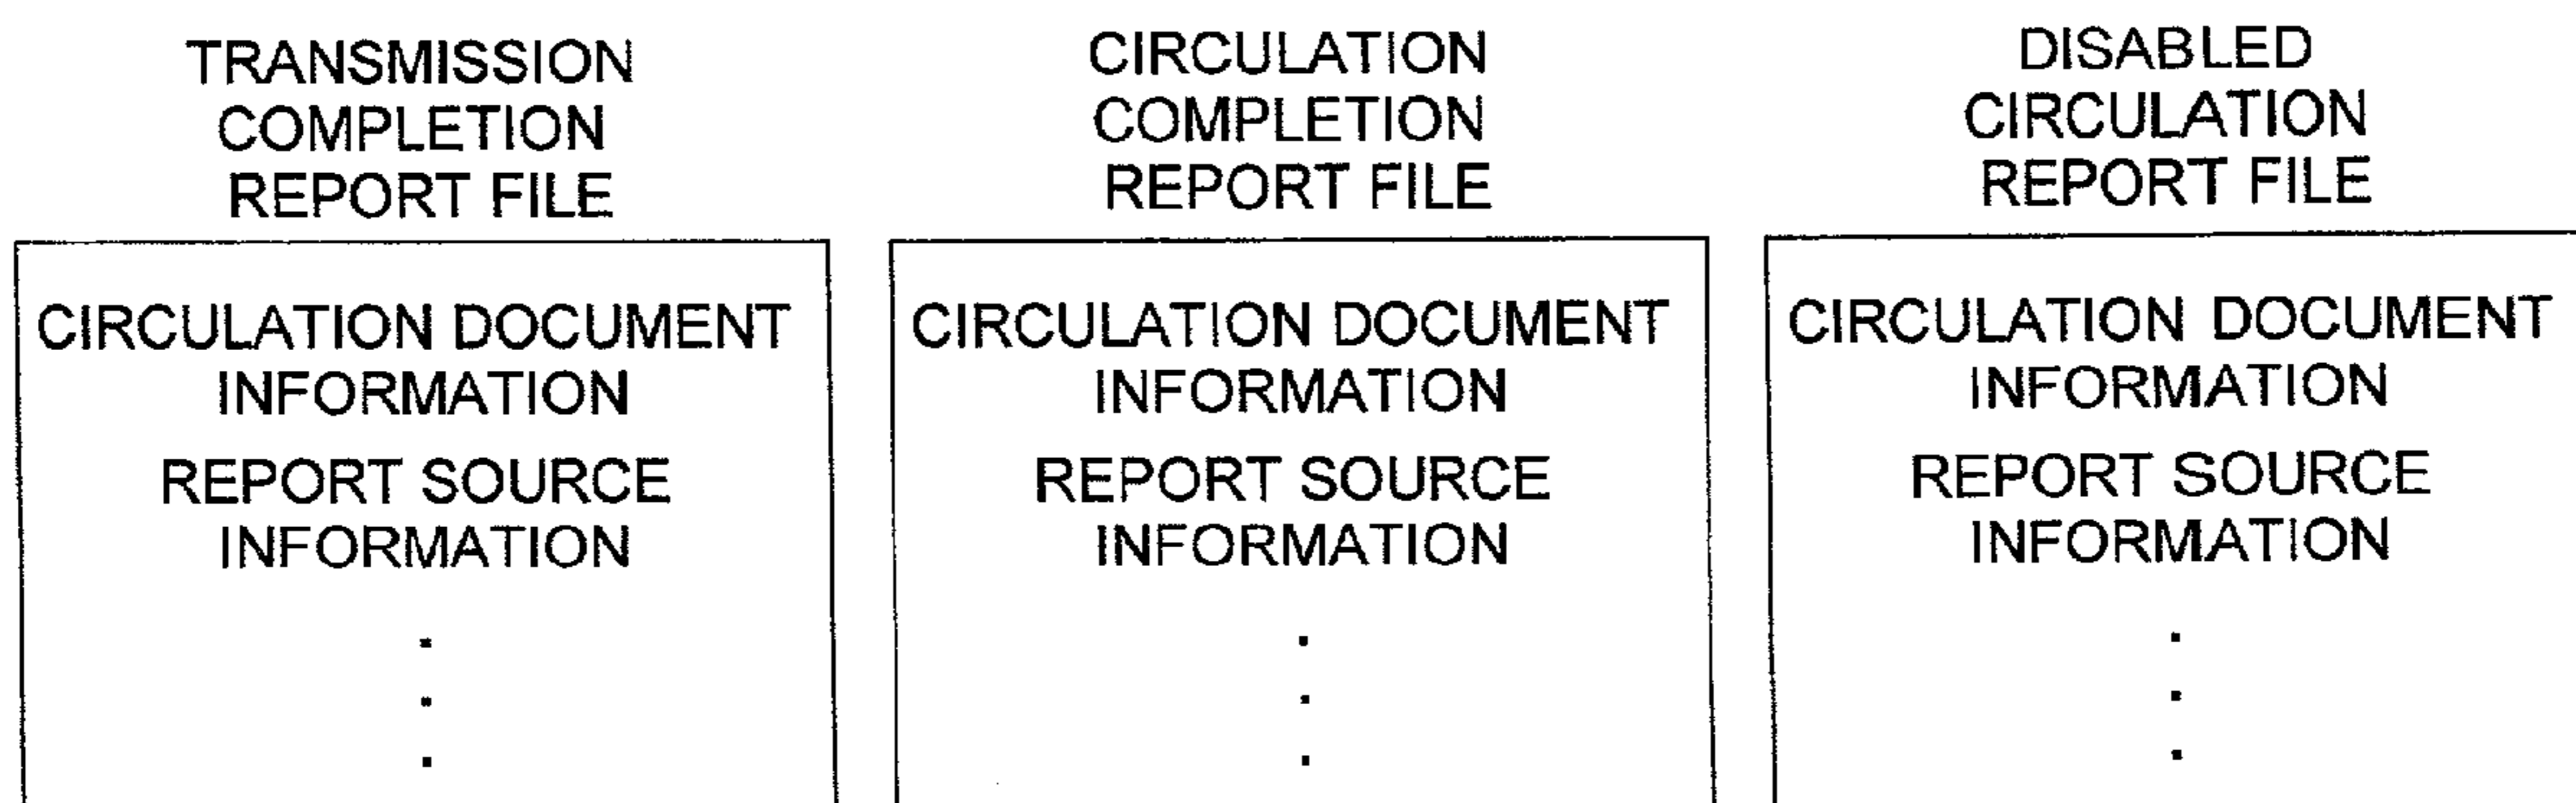 TRANSMISSION
COMPLETION
REPORT FILE
CIRCULATION DOCUMENT
INFORMATION
REPORT SOURCE
INFORMATION
.
.
.
CIRCULATION
COMPLETION
REPORT FILE
CIRCULATION DOCUMENT
INFORMATION
REPORT SOURCE
INFORMATION
.
.
.
DISABLED
CIRCULATION
REPORT FILE
CIRCULATION DOCUMENT
INFORMATION
REPORT SOURCE
INFORMATION
.
.
.